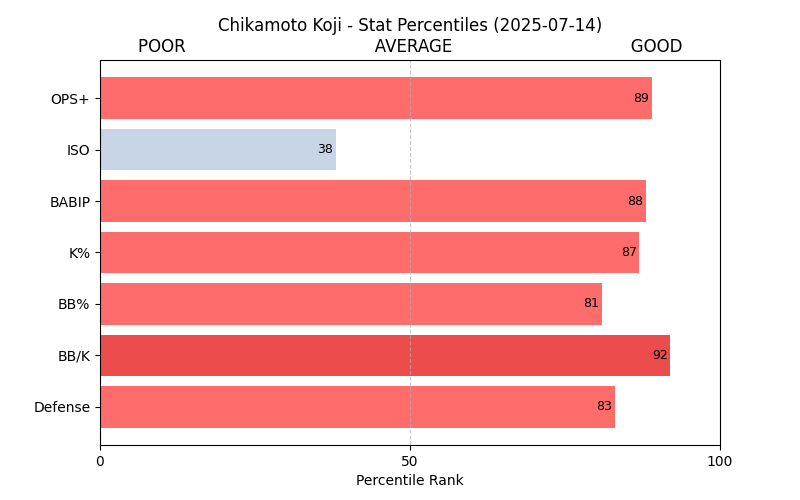 Chikamoto Koji - Stat Percentiles (2025-07-14)
POOR AVERAGE GOOD
OPS+ 89
ISO 38
BABIP 88
K% 87
BB% 81
BB/K 92
Defense 83
0 50 100
Percentile Rank